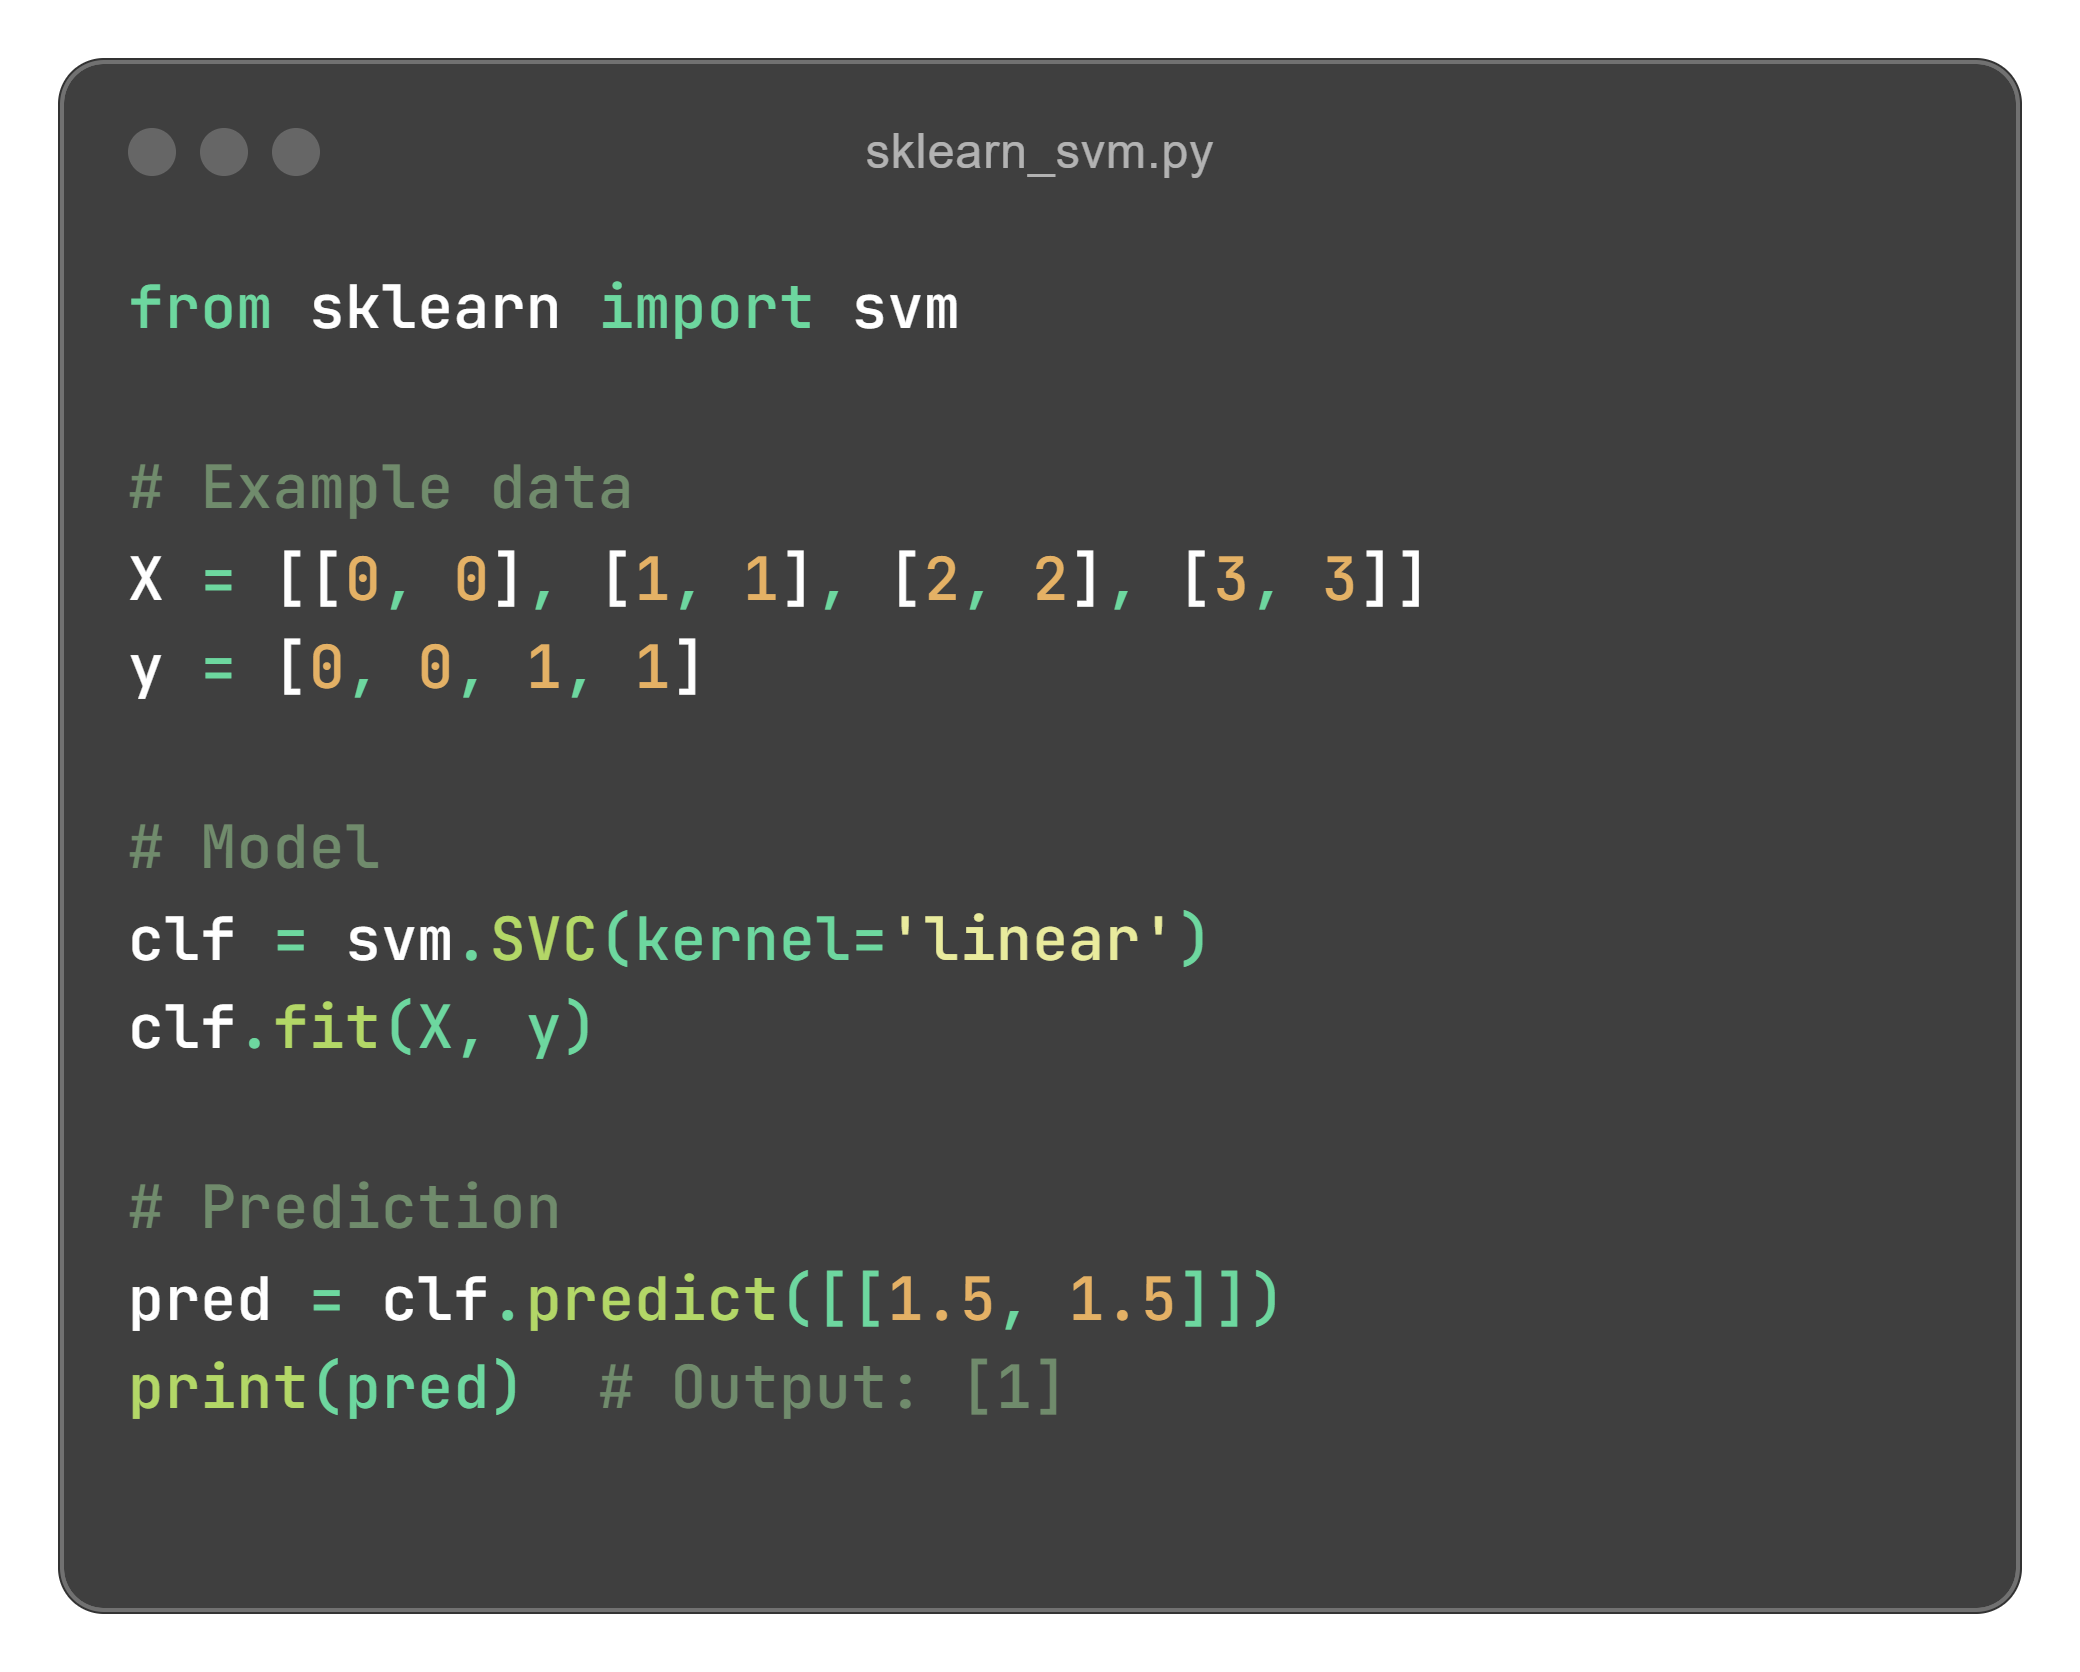 sklearn_svm.py
from sklearn import svm
# Example data
X = [[0, 0], [1, 1], [2, 2], [3, 3]]
y = [0, 0, 1, 1]
# Model
clf = svm.SVC(kernel='linear')
clf.fit(X, y)
# Prediction
pred = clf.predict([[1.5, 1.5]])
print(pred)  # Output: [1]